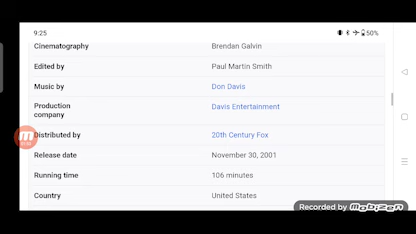 9:25
50%
Cinematography Brendan Galvin
Edited by Paul Martin Smith
Music by Don Davis
Production company Davis Entertainment
Distributed by 20th Century Fox
Release date November 30, 2001
Running time 106 minutes
Country United States
Recorded by Mobizen